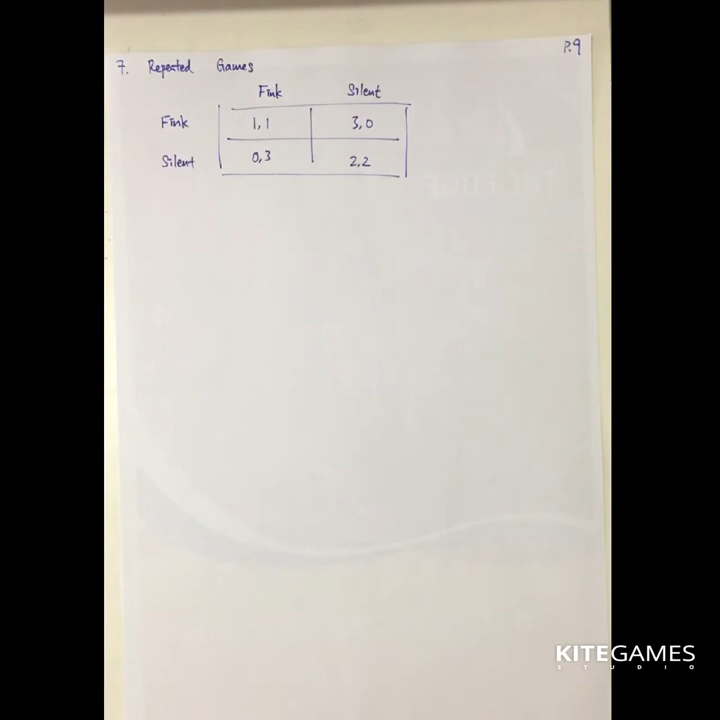 P.9
7. Repeated Games
Fink Silent
Fink 1,1 3,0
Silent 0,3 2,2
KITEGAMES
STUDIO